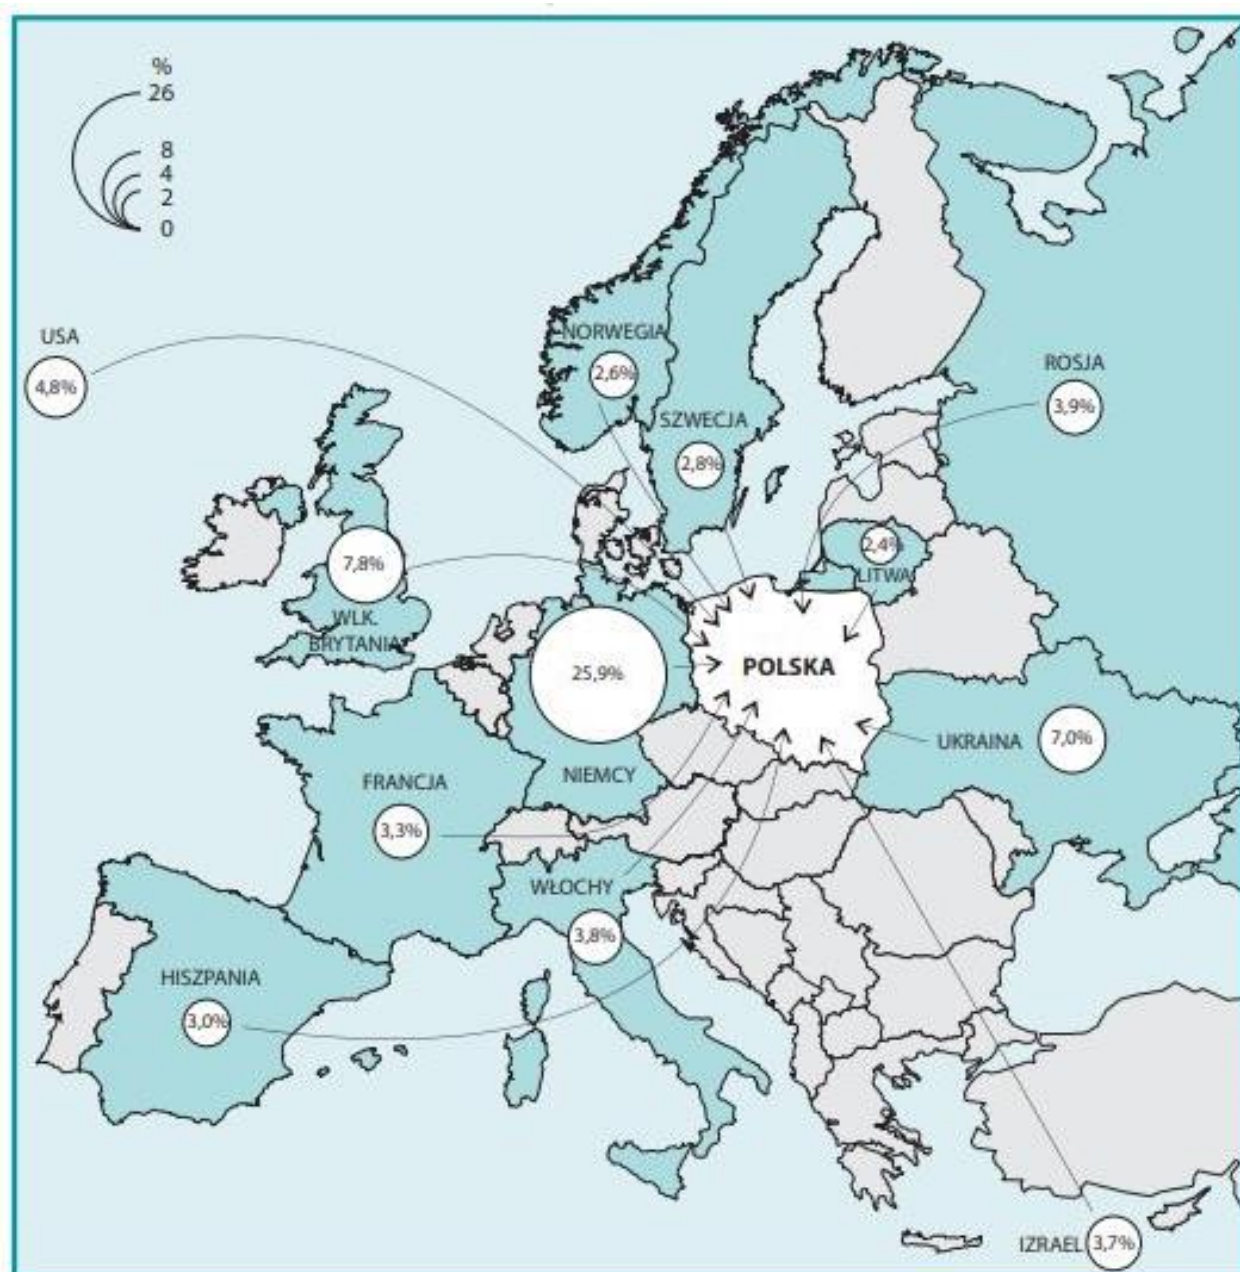 %
26
8
4
2
0
USA
4,8%
NORWEGIA
2,6%
SZWECJA
2,8%
ROSJA
3,9%
2,4%
LITWA
7,8%
WLK.
BRYTANIA
25,9%
NIEMCY
POLSKA
UKRAINA
7,0%
FRANCJA
3,3%
WŁOCHY
3,8%
HISZPANIA
3,0%
IZRAEL
3,7%